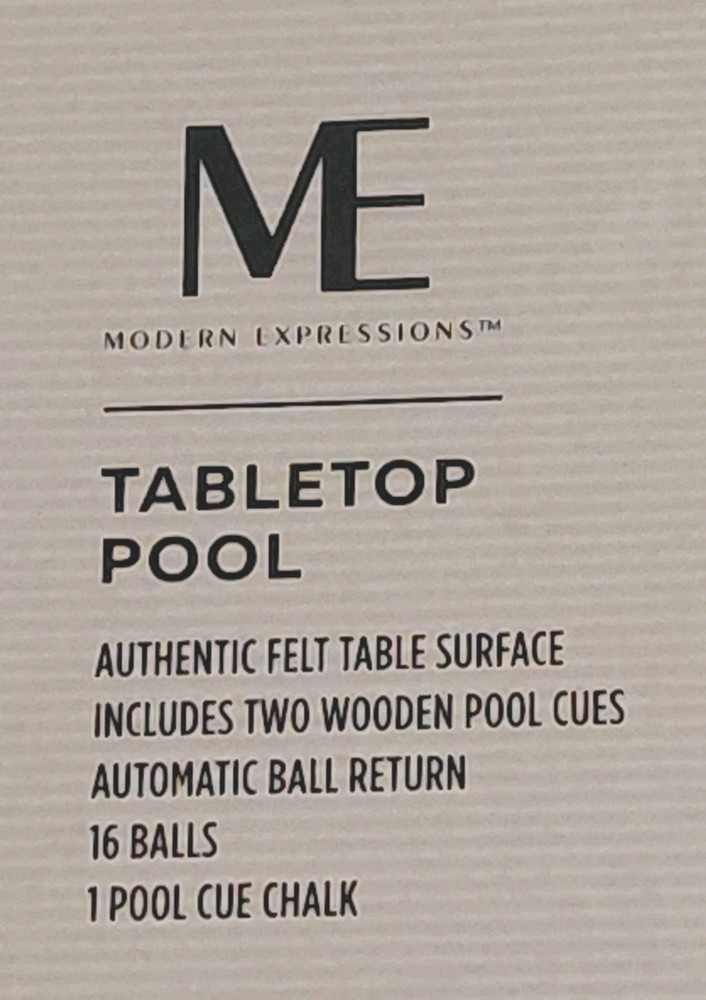 ME
MODERN EXPRESSIONS™
TABLETOP
POOL
AUTHENTIC FELT TABLE SURFACE
INCLUDES TWO WOODEN POOL CUES
AUTOMATIC BALL RETURN
16 BALLS
1 POOL CUE CHALK